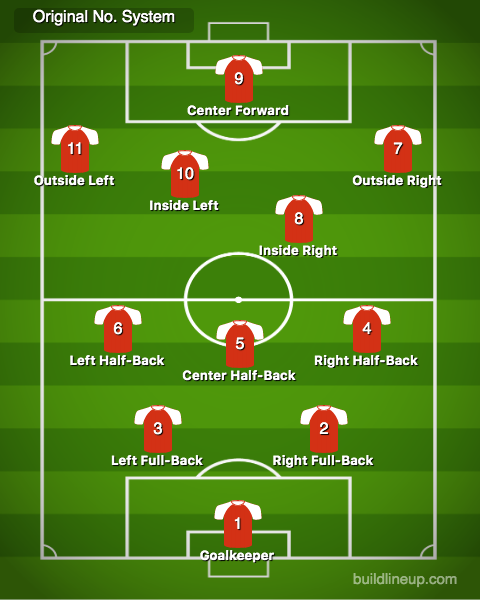 Original No. System
9
Center Forward
11
Outside Left
7
Outside Right
10
Inside Left
8
Inside Right
6
Left Half-Back
5
Center Half-Back
4
Right Half-Back
3
Left Full-Back
2
Right Full-Back
1
Goalkeeper
buildlineup.com